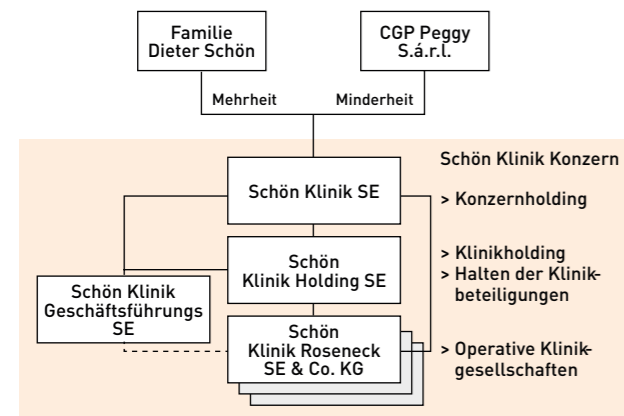 Familie
Dieter Schön
CGP Peggy
S.á.r.l.
Mehrheit
Minderheit
Schön Klinik Konzern
Schön Klinik SE
> Konzernholding
Schön
Klinik Holding SE
> Klinikholding
> Halten der Klinik-
beteiligungen
Schön Klinik
Geschäftsführungs
SE
Schön
Klinik Roseneck
SE & Co. KG
> Operative Klinik-
gesellschaften